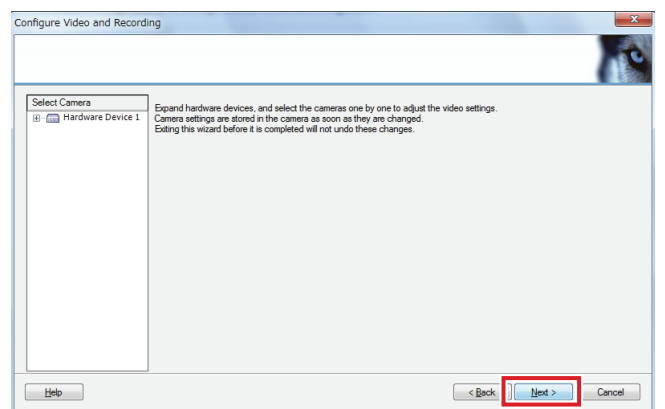 Configure Video and Recording
x
Select Camera
Hardware Device 1
Expand hardware devices, and select the cameras one by one to adjust the video settings.
Camera settings are stored in the camera as soon as they are changed.
Exiting this wizard before it is completed will not undo these changes.
Help
< Back
Next >
Cancel